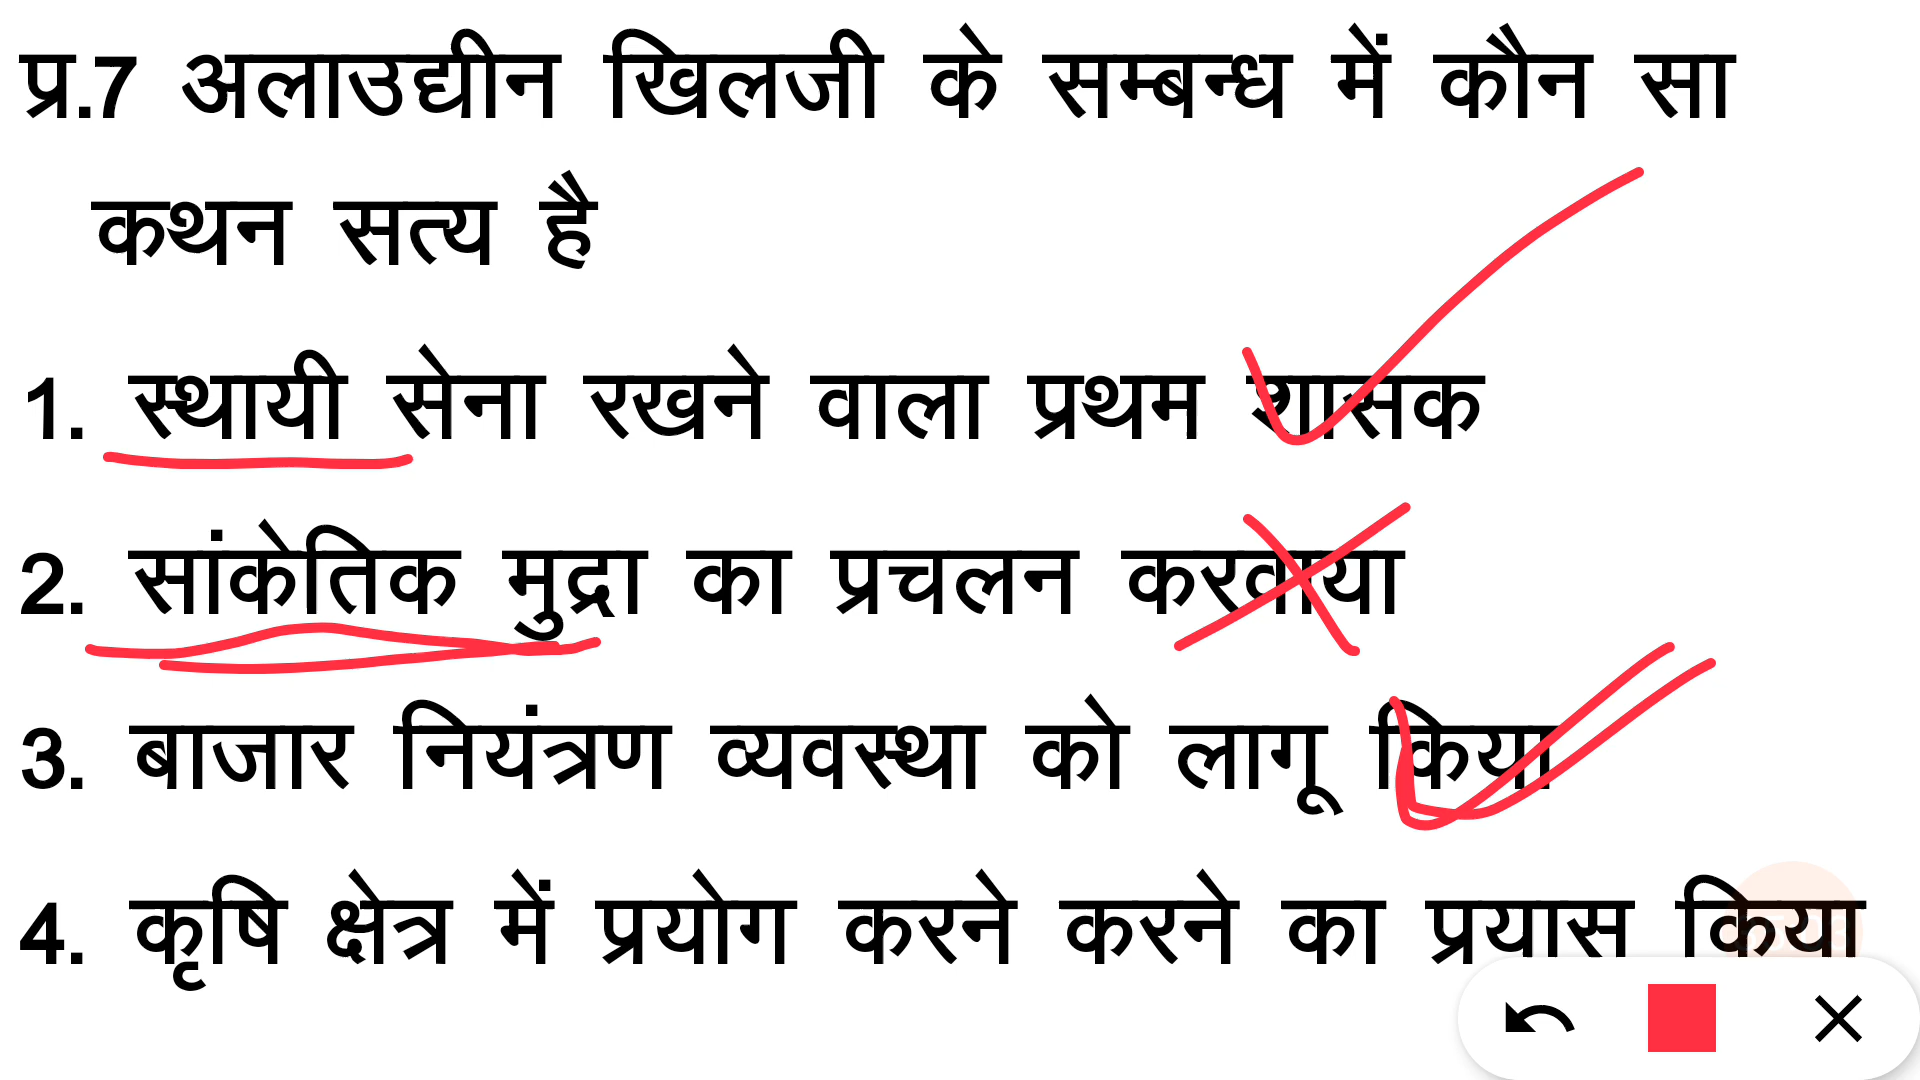 प्र.7 अलाउद्यीन खिलजी के सम्बन्ध में कौन सा
कथन सत्य है
1. स्थायी सेना रखने वाला प्रथम शासक
2. सांकेतिक मुद्रा का प्रचलन करवाया
3. बाजार नियंत्रण व्यवस्था को लागू किया
4. कृषि क्षेत्र में प्रयोग करने करने का प्रयास किया